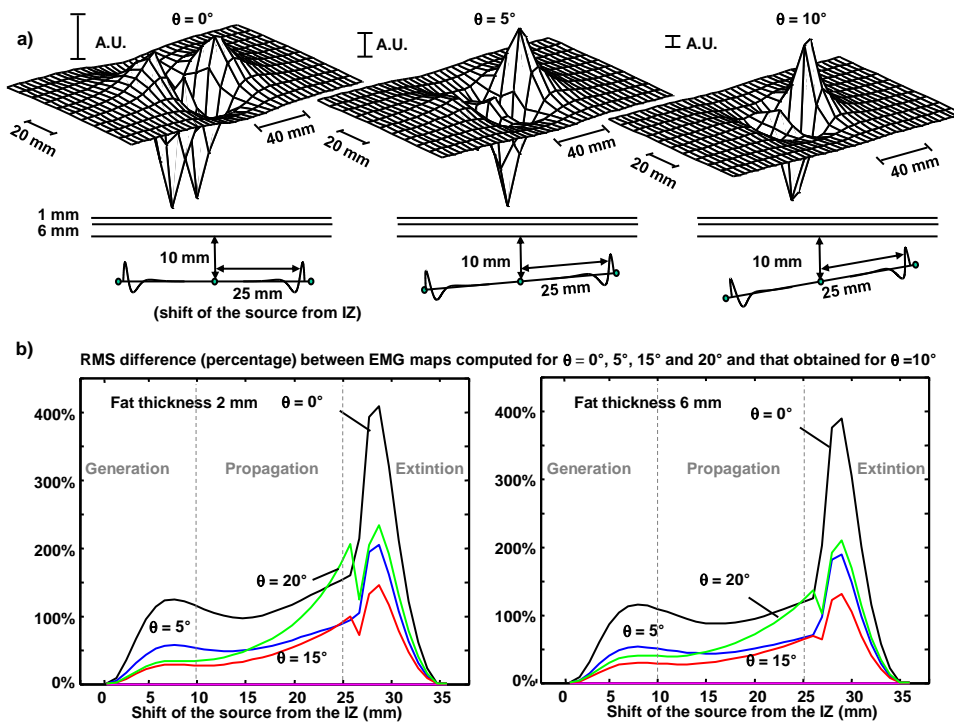 a)
θ = 0°
θ = 5°
θ = 10°
A.U.
A.U.
A.U.
20 mm
40 mm
20 mm
40 mm
20 mm
40 mm
1 mm
6 mm
10 mm
10 mm
10 mm
25 mm
25 mm
25 mm
(shift of the source from IZ)
b)
RMS difference (percentage) between EMG maps computed for θ = 0°, 5°, 15° and 20° and that obtained for θ =10°
400%
300%
200%
100%
0%
Fat thickness 2 mm
θ = 0°
Generation
Propagation
Extintion
θ = 20°
θ = 5°
θ = 15°
0
5
10
15
20
25
30
35
Shift of the source from the IZ (mm)
400%
300%
200%
100%
0%
Fat thickness 6 mm
θ = 0°
Generation
Propagation
Extintion
θ = 20°
θ = 5°
θ = 15°
0
5
10
15
20
25
30
35
Shift of the source from the IZ (mm)